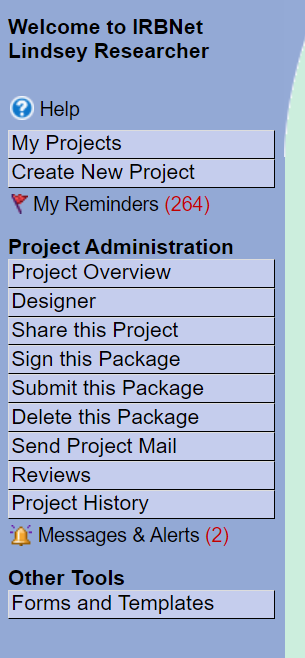 Welcome to IRBNet
Lindsey Researcher
Help
My Projects
Create New Project
My Reminders (264)
Project Administration
Project Overview
Designer
Share this Project
Sign this Package
Submit this Package
Delete this Package
Send Project Mail
Reviews
Project History
Messages & Alerts (2)
Other Tools
Forms and Templates